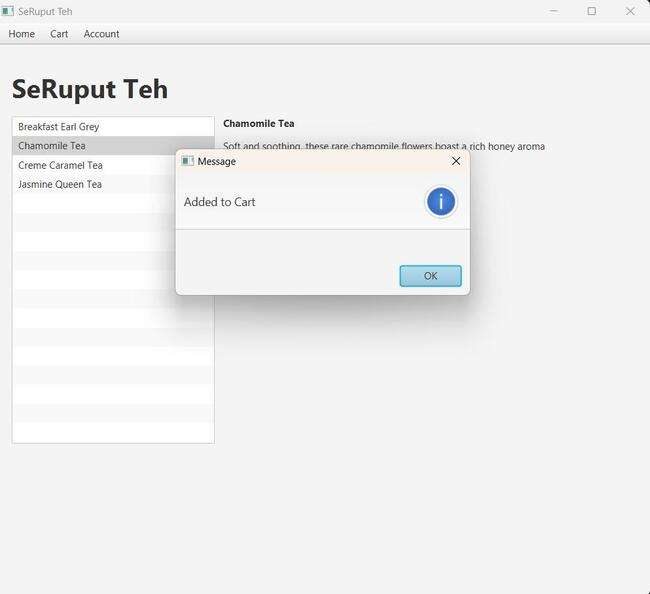 SeRuput Teh
Home Cart Account
SeRuput Teh
Breakfast Earl Grey
Chamomile Tea
Creme Caramel Tea
Jasmine Queen Tea
Chamomile Tea
Soft and soothing, these rare chamomile flowers boast a rich honey aroma
Message
Added to Cart
OK